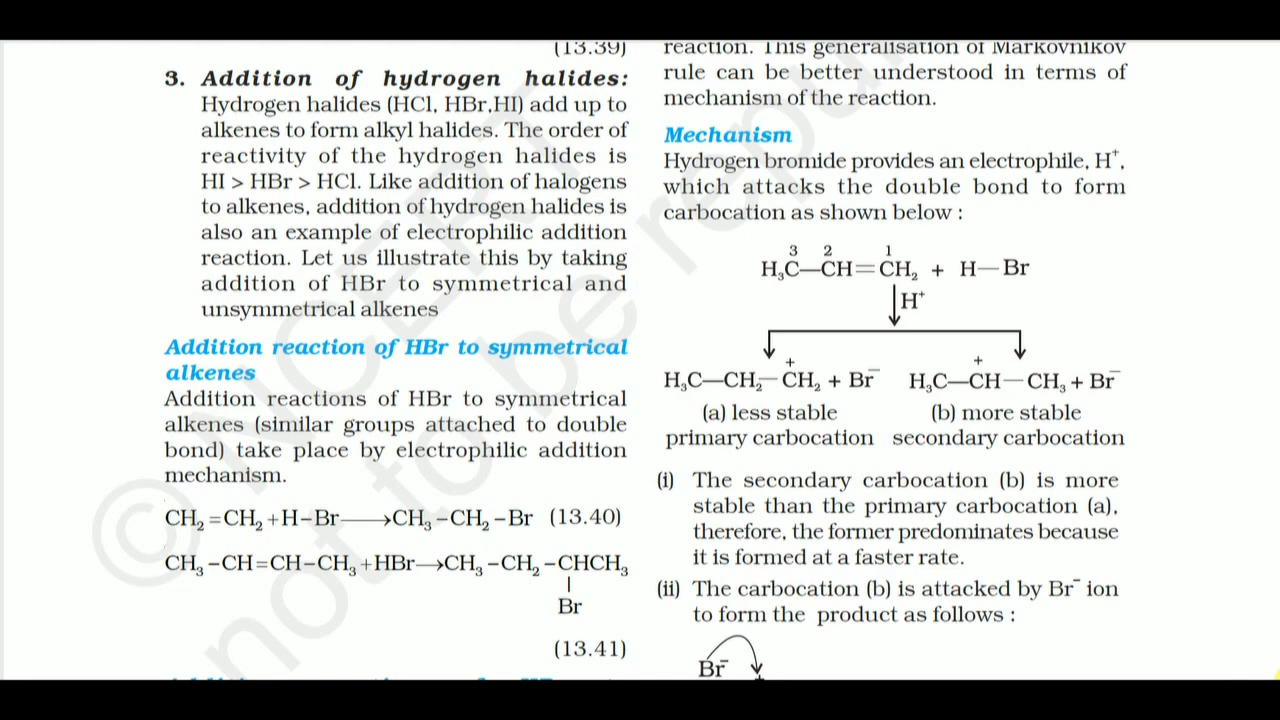 (13.39)
3. Addition of hydrogen halides:
Hydrogen halides (HCl, HBr,HI) add up to
alkenes to form alkyl halides. The order of
reactivity of the hydrogen halides is
HI > HBr > HCl. Like addition of halogens
to alkenes, addition of hydrogen halides is
also an example of electrophilic addition
reaction. Let us illustrate this by taking
addition of HBr to symmetrical and
unsymmetrical alkenes
Addition reaction of HBr to symmetrical
alkenes
Addition reactions of HBr to symmetrical
alkenes (similar groups attached to double
bond) take place by electrophilic addition
mechanism.
CH₂=CH₂+H–Br⟶CH₃–CH₂–Br (13.40)
CH₃–CH=CH–CH₃+HBr⟶CH₃–CH₂–CHCH₃
|
Br
(13.41)
reaction. This generalisation of Markovnikov
rule can be better understood in terms of
mechanism of the reaction.
Mechanism
Hydrogen bromide provides an electrophile, H⁺,
which attacks the double bond to form
carbocation as shown below :
3 2 1
H₃C—CH=CH₂ + H—Br
H⁺
+ +
H₃C—CH₂—CH₂ + Br⁻ H₃C—CH—CH₃ + Br⁻
(a) less stable (b) more stable
primary carbocation secondary carbocation
(i) The secondary carbocation (b) is more
stable than the primary carbocation (a),
therefore, the former predominates because
it is formed at a faster rate.
(ii) The carbocation (b) is attacked by Br⁻ ion
to form the product as follows :
Br⁻
© NCERT
not to be